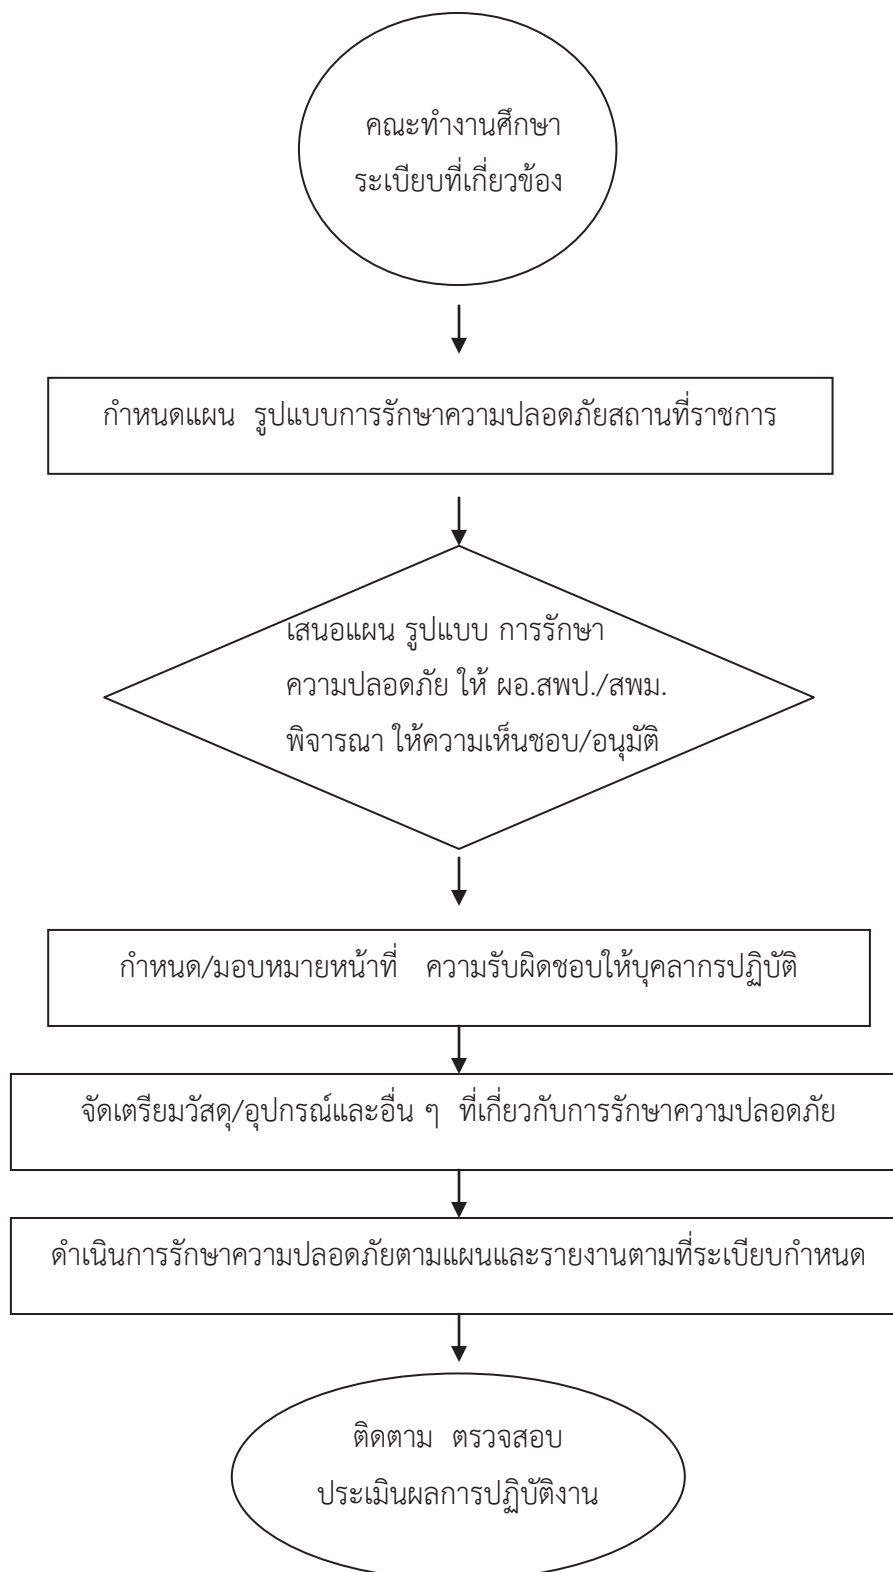 คณะทำงานศึกษา
ระเบียบที่เกี่ยวข้อง
กำหนดแผน  รูปแบบการรักษาความปลอดภัยสถานที่ราชการ
เสนอแผน รูปแบบ การรักษา
ความปลอดภัย ให้ ผอ.สพป./สพม.
พิจารณา ให้ความเห็นชอบ/อนุมัติ
กำหนด/มอบหมายหน้าที่   ความรับผิดชอบให้บุคลากรปฏิบัติ
จัดเตรียมวัสดุ/อุปกรณ์และอื่น ๆ  ที่เกี่ยวกับการรักษาความปลอดภัย
ดำเนินการรักษาความปลอดภัยตามแผนและรายงานตามที่ระเบียบกำหนด
ติดตาม  ตรวจสอบ
ประเมินผลการปฏิบัติงาน